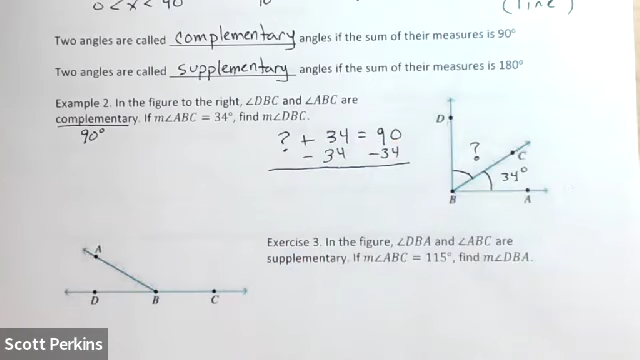 0 < x < 90
(line)
Two angles are called complementary angles if the sum of their measures is 90°
Two angles are called supplementary angles if the sum of their measures is 180°
Example 2. In the figure to the right, ∠DBC and ∠ABC are
complementary. If m∠ABC = 34°, find m∠DBC.
90°
? + 34 = 90
- 34 -34
D
?
C
34°
B
A
Exercise 3. In the figure, ∠DBA and ∠ABC are
supplementary. If m∠ABC = 115°, find m∠DBA.
A
D
B
C
Scott Perkins